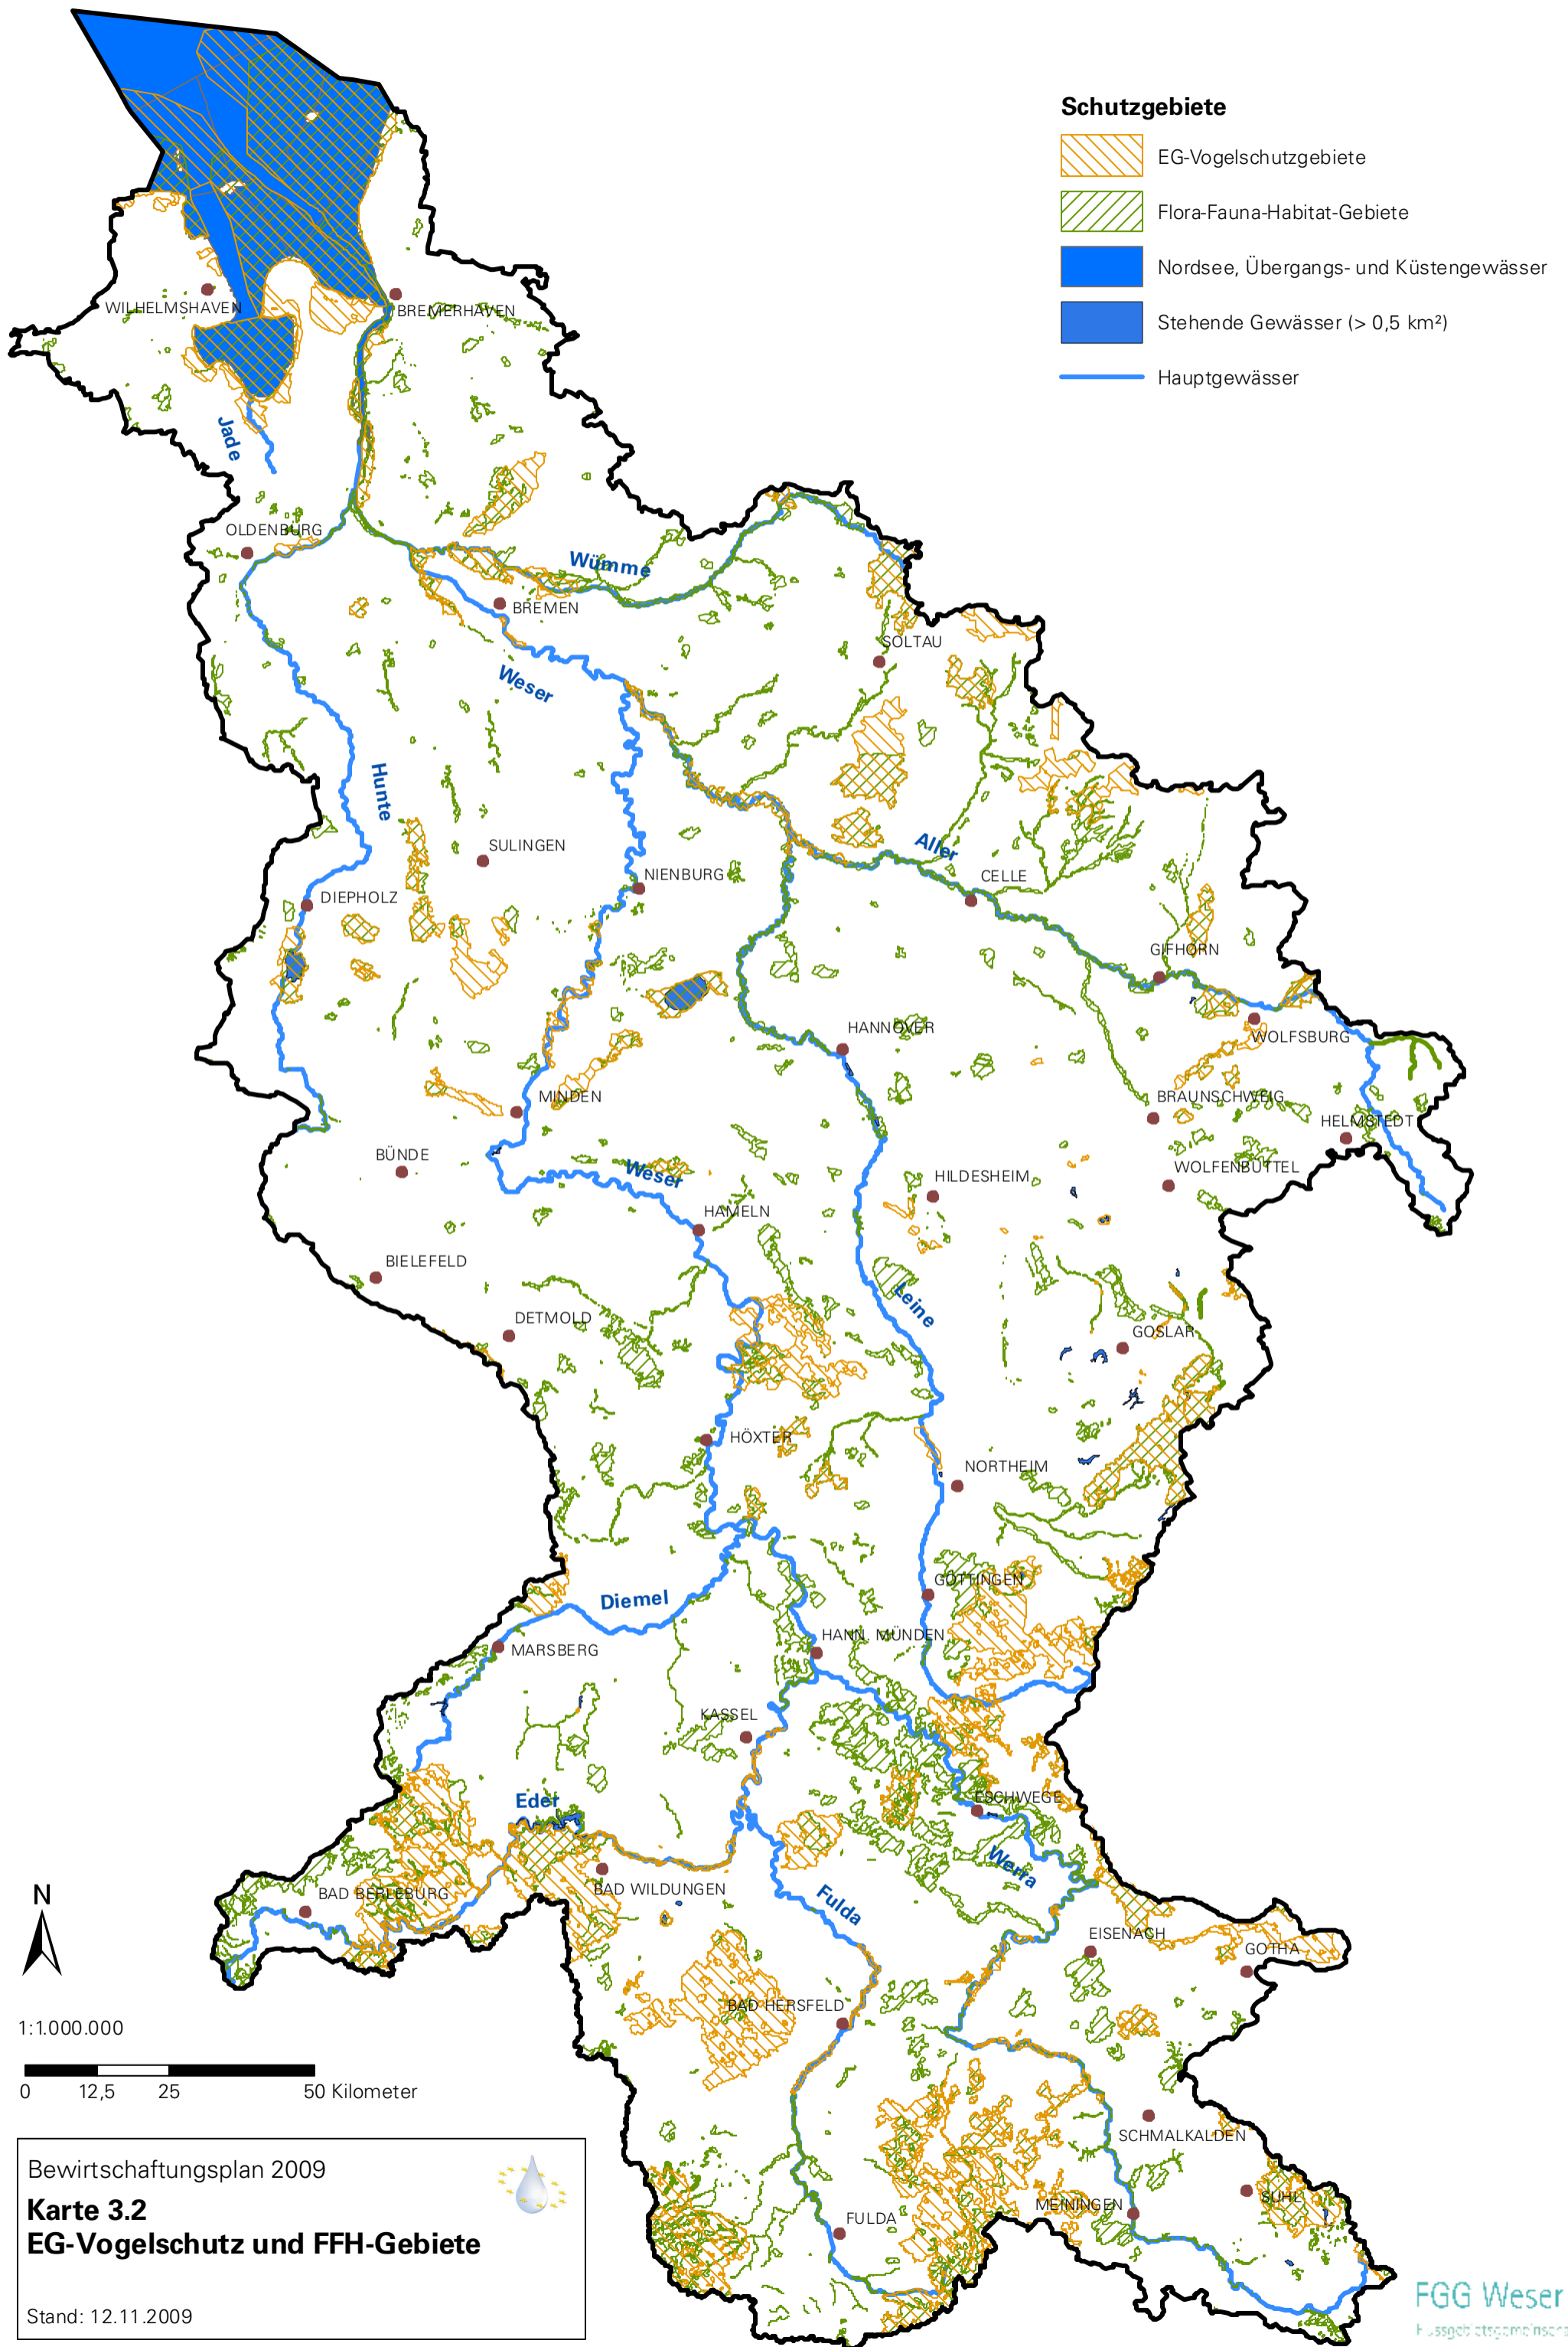 Schutzgebiete
EG-Vogelschutzgebiete
Flora-Fauna-Habitat-Gebiete
Nordsee, Übergangs- und Küstengewässer
Stehende Gewässer (> 0,5 km²)
Hauptgewässer
WILHELMSHAVEN
BREMERHAVEN
Jade
OLDENBURG
Wümme
BREMEN
SOLTAU
Weser
Hunte
SULINGEN
Aller
NIENBURG
CELLE
DIEPHOLZ
GIFHORN
HANNOVER
WOLFSBURG
MINDEN
BRAUNSCHWEIG
HELMSTEDT
BÜNDE
Weser
HILDESHEIM
WOLFENBÜTTEL
HAMELN
BIELEFELD
Leine
DETMOLD
GOSLAR
HÖXTER
NORTHEIM
GÖTTINGEN
Diemel
HANN. MÜNDEN
MARSBERG
KASSEL
Eder
ESCHWEGE
Werra
BAD BERLEBURG
BAD WILDUNGEN
Fulda
EISENACH
GOTHA
BAD HERSFELD
SCHMALKALDEN
MEININGEN
SUHL
FULDA
N
1:1.000.000
0 12,5 25 50 Kilometer
Bewirtschaftungsplan 2009
Karte 3.2
EG-Vogelschutz und FFH-Gebiete
Stand: 12.11.2009
FGG Weser